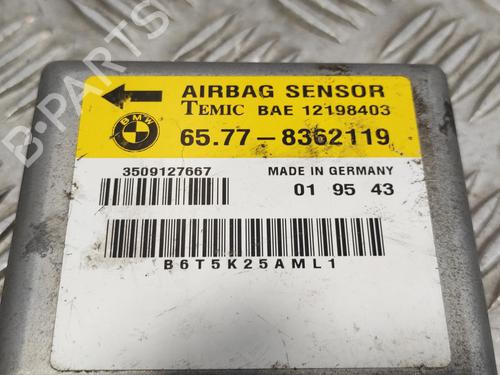 AIRBAG SENSOR
TEMIC BAE 12198403
BMW
65.77-8362119
3509127667
MADE IN GERMANY
01 95 43
B6T5K25AML1
B-PARTS